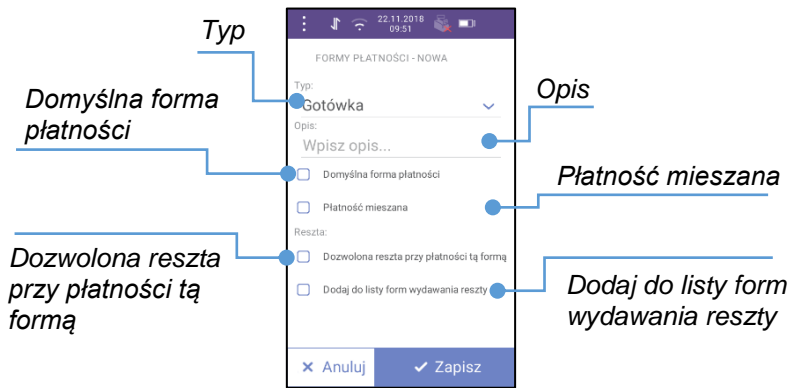 22.11.2018
09:51
Typ
FORMY PŁATNOŚCI - NOWA
Typ:
Gotówka
Opis
Domyślna forma
płatności
Opis:
Wpisz opis...
Domyślna forma płatności
Płatność mieszana
Płatność mieszana
Reszta:
Dozwolona reszta
przy płatności tą
formą
Dozwolona reszta przy płatności tą formą
Dodaj do listy form wydawania reszty
Dodaj do listy form
wydawania reszty
Anuluj
Zapisz